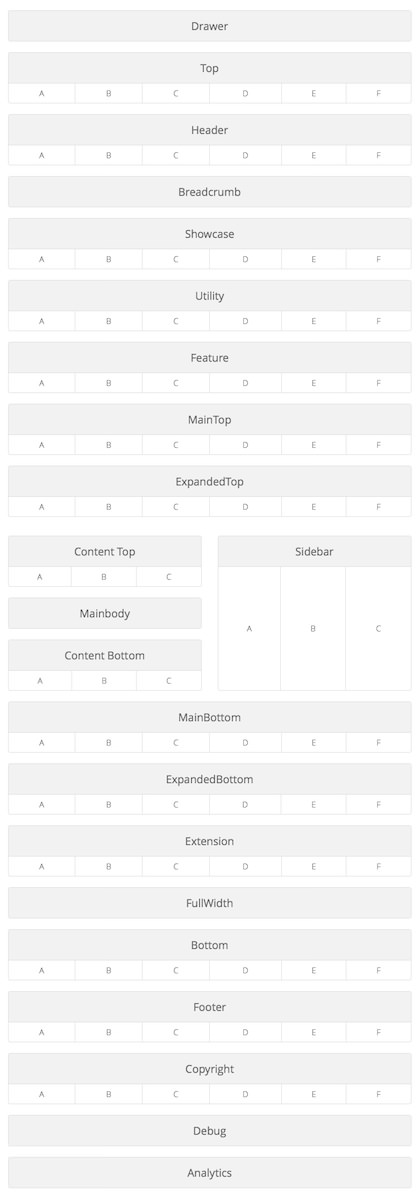 Drawer
Top
A B C D E F
Header
A B C D E F
Breadcrumb
Showcase
A B C D E F
Utility
A B C D E F
Feature
A B C D E F
MainTop
A B C D E F
ExpandedTop
A B C D E F
Content Top
A B C
Mainbody
Content Bottom
A B C
Sidebar
A B C
MainBottom
A B C D E F
ExpandedBottom
A B C D E F
Extension
A B C D E F
FullWidth
Bottom
A B C D E F
Footer
A B C D E F
Copyright
A B C D E F
Debug
Analytics